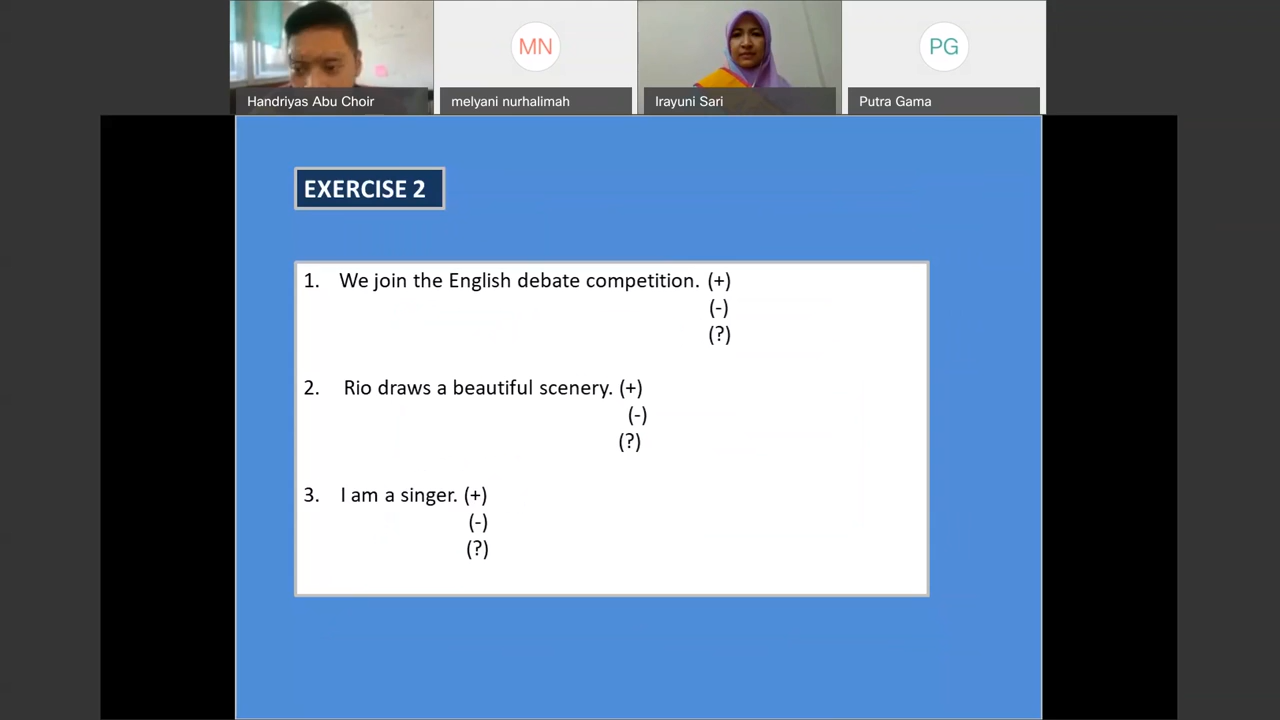 MN
PG
Handriyas Abu Choir
melyani nurhalimah
Irayuni Sari
Putra Gama
EXERCISE 2
1. We join the English debate competition. (+)
(-)
(?)
2. Rio draws a beautiful scenery. (+)
(-)
(?)
3. I am a singer. (+)
(-)
(?)